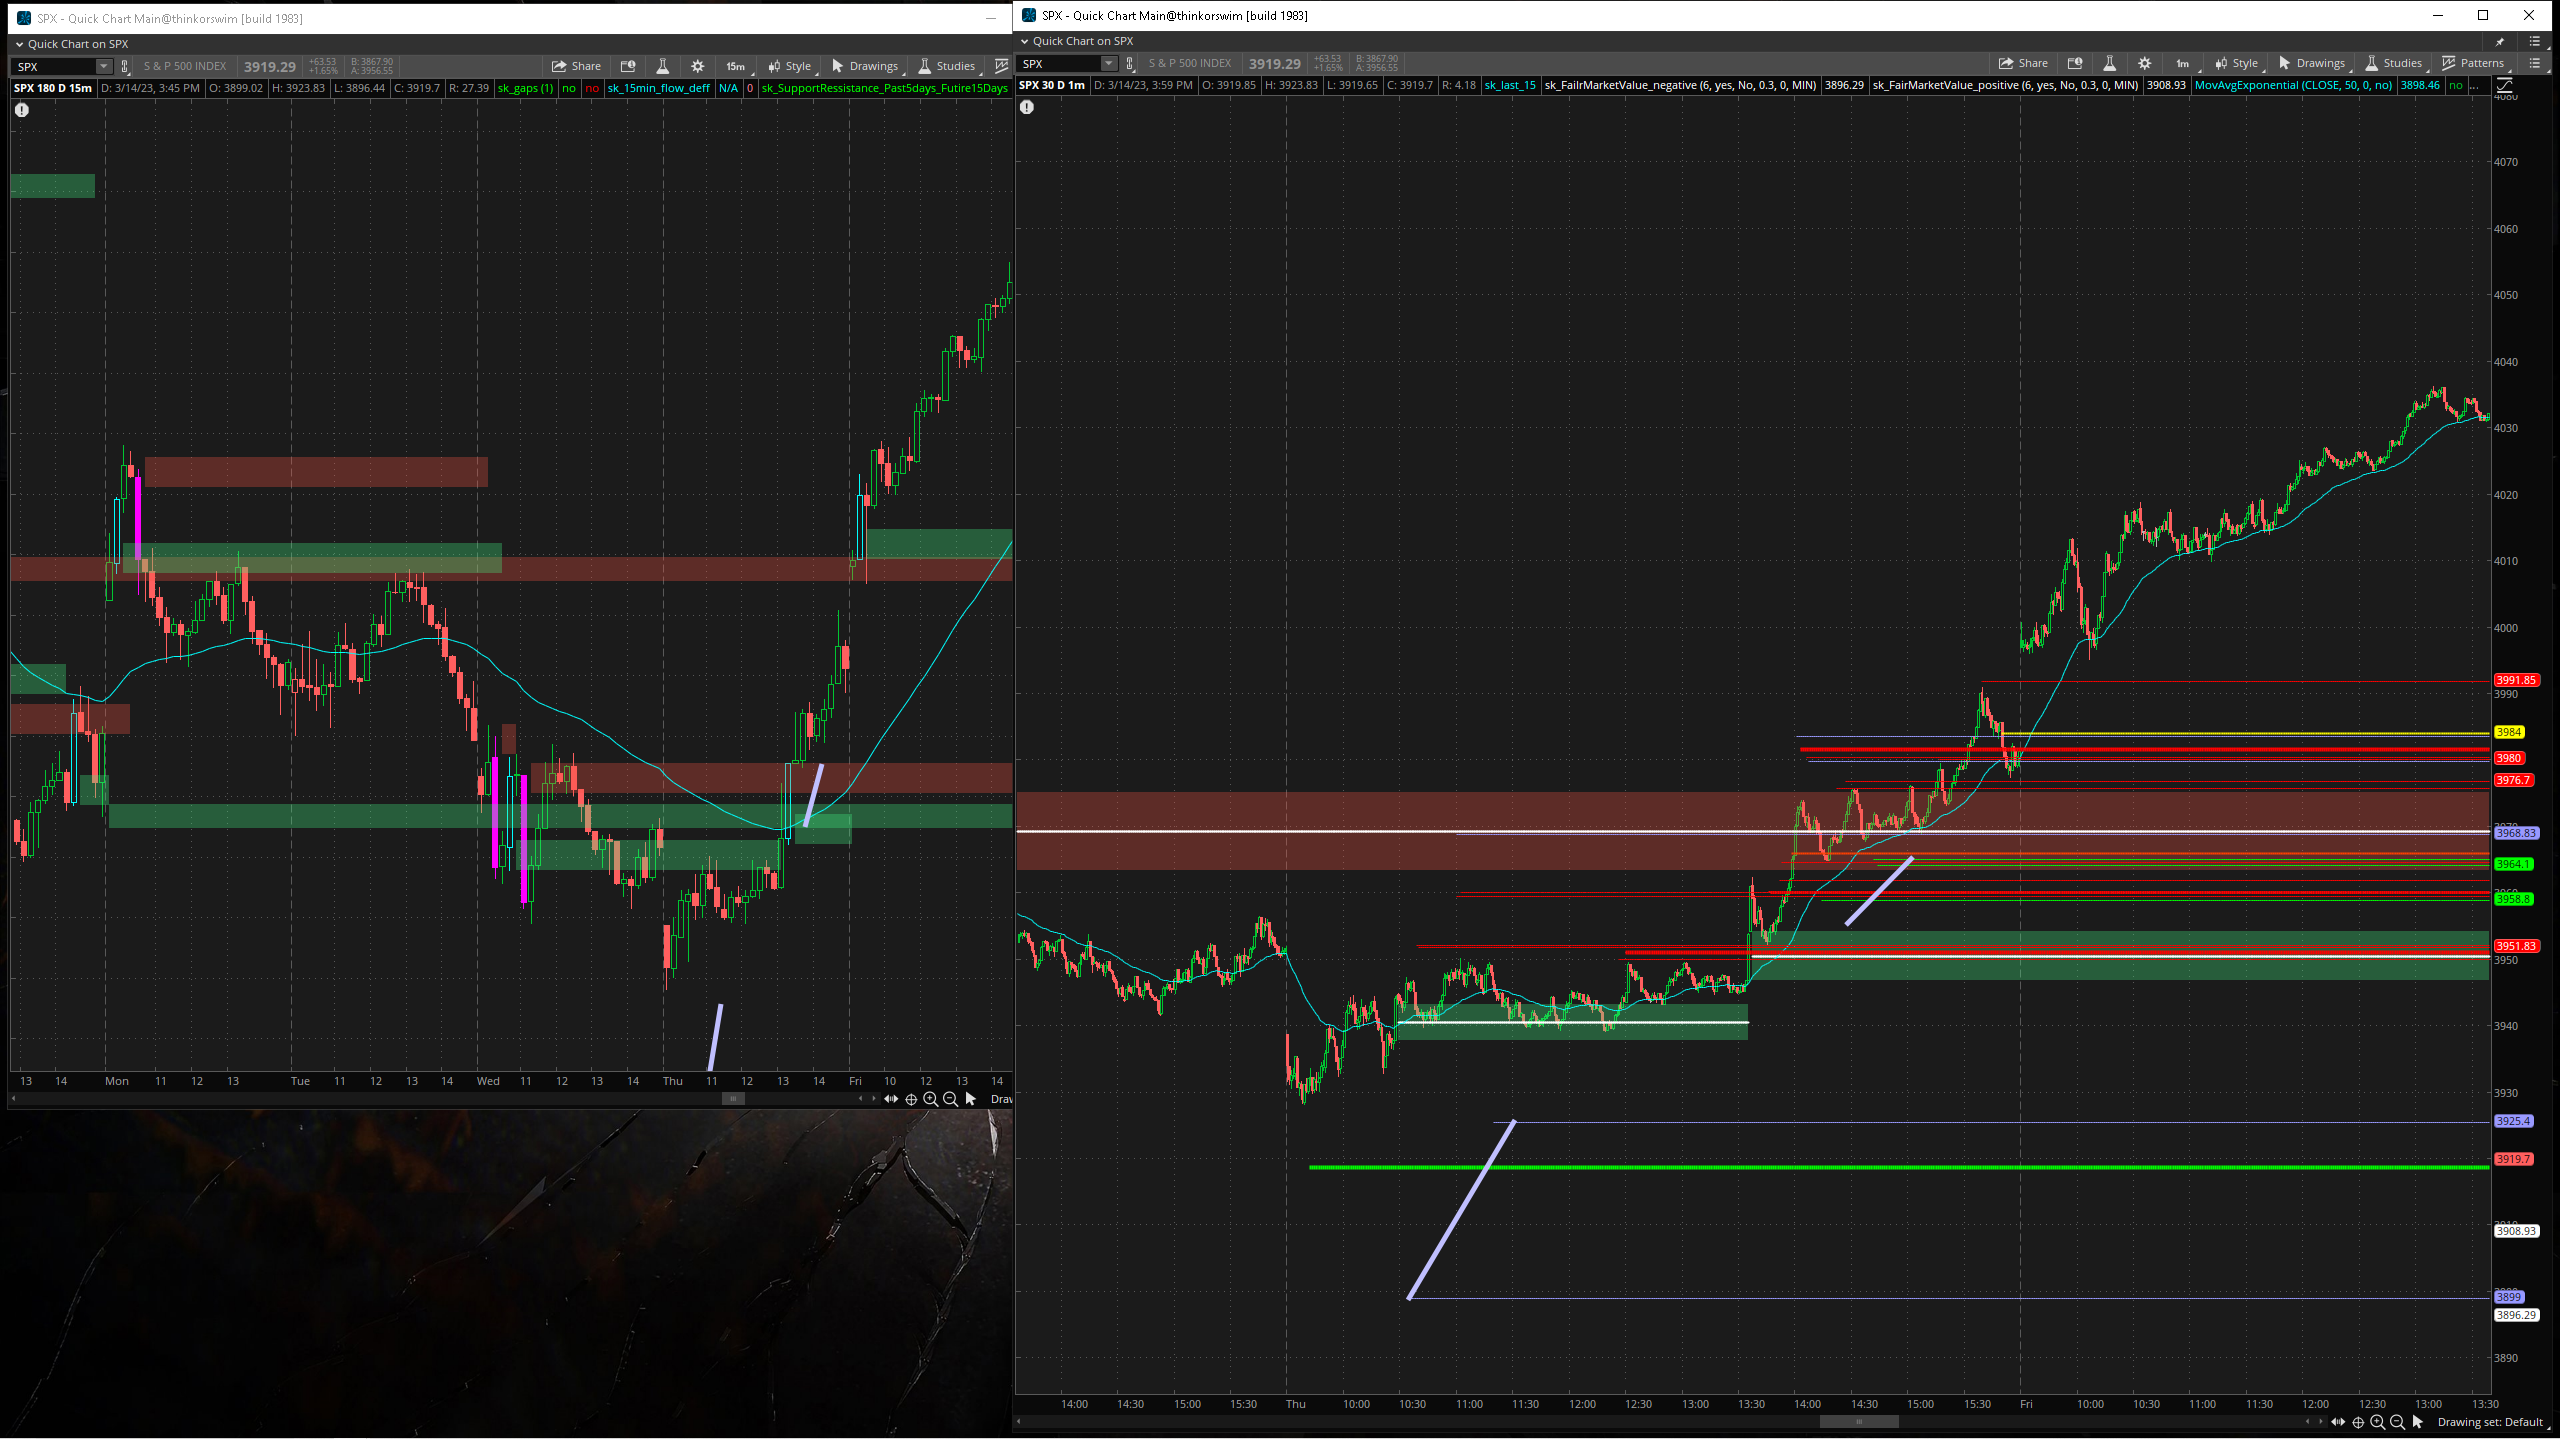 SPX - Quick Chart Main@thinkorswim [build 1983]
Quick Chart on SPX
SPX S & P 500 INDEX 3919.29 +63.53 +1.65% B: 3867.90 A: 3956.55 Share 15m Style Drawings Studies
SPX 180 D 15m D: 3/14/23, 3:45 PM O: 3899.02 H: 3923.83 L: 3896.44 C: 3919.7 R: 27.39 sk_gaps (1) no no sk_15min_flow_deff N/A 0 sk_SupportRessistance_Past5days_Futire15Days
13 14 Mon 11 12 13 Tue 11 12 13 14 Wed 11 12 13 14 Thu 11 12 13 14 Fri 10 12 13 14
Drav
SPX - Quick Chart Main@thinkorswim [build 1983]
Quick Chart on SPX
SPX S & P 500 INDEX 3919.29 +63.53 +1.65% B: 3867.90 A: 3956.55 Share 1m Style Drawings Studies Patterns
SPX 30 D 1m D: 3/14/23, 3:59 PM O: 3919.85 H: 3923.83 L: 3919.65 C: 3919.7 R: 4.18 sk_last_15 sk_FailrMarketValue_negative (6, yes, No, 0.3, 0, MIN) 3896.29 sk_FairMarketValue_positive (6, yes, No, 0.3, 0, MIN) 3908.93 MovAvgExponential (CLOSE, 50, 0, no) 3898.46 no ...
4080
4070
4060
4050
4040
4030
4020
4010
4000
3991.85
3990
3984
3980
3976.7
3968.83
3964.1
3958.8
3951.83
3950
3940
3930
3925.4
3919.7
3908.93
3899
3896.29
3890
14:00 14:30 15:00 15:30 Thu 10:00 10:30 11:00 11:30 12:00 12:30 13:00 13:30 14:00 14:30 15:00 15:30 Fri 10:00 10:30 11:00 11:30 12:00 12:30 13:00 13:30
Drawing set: Default